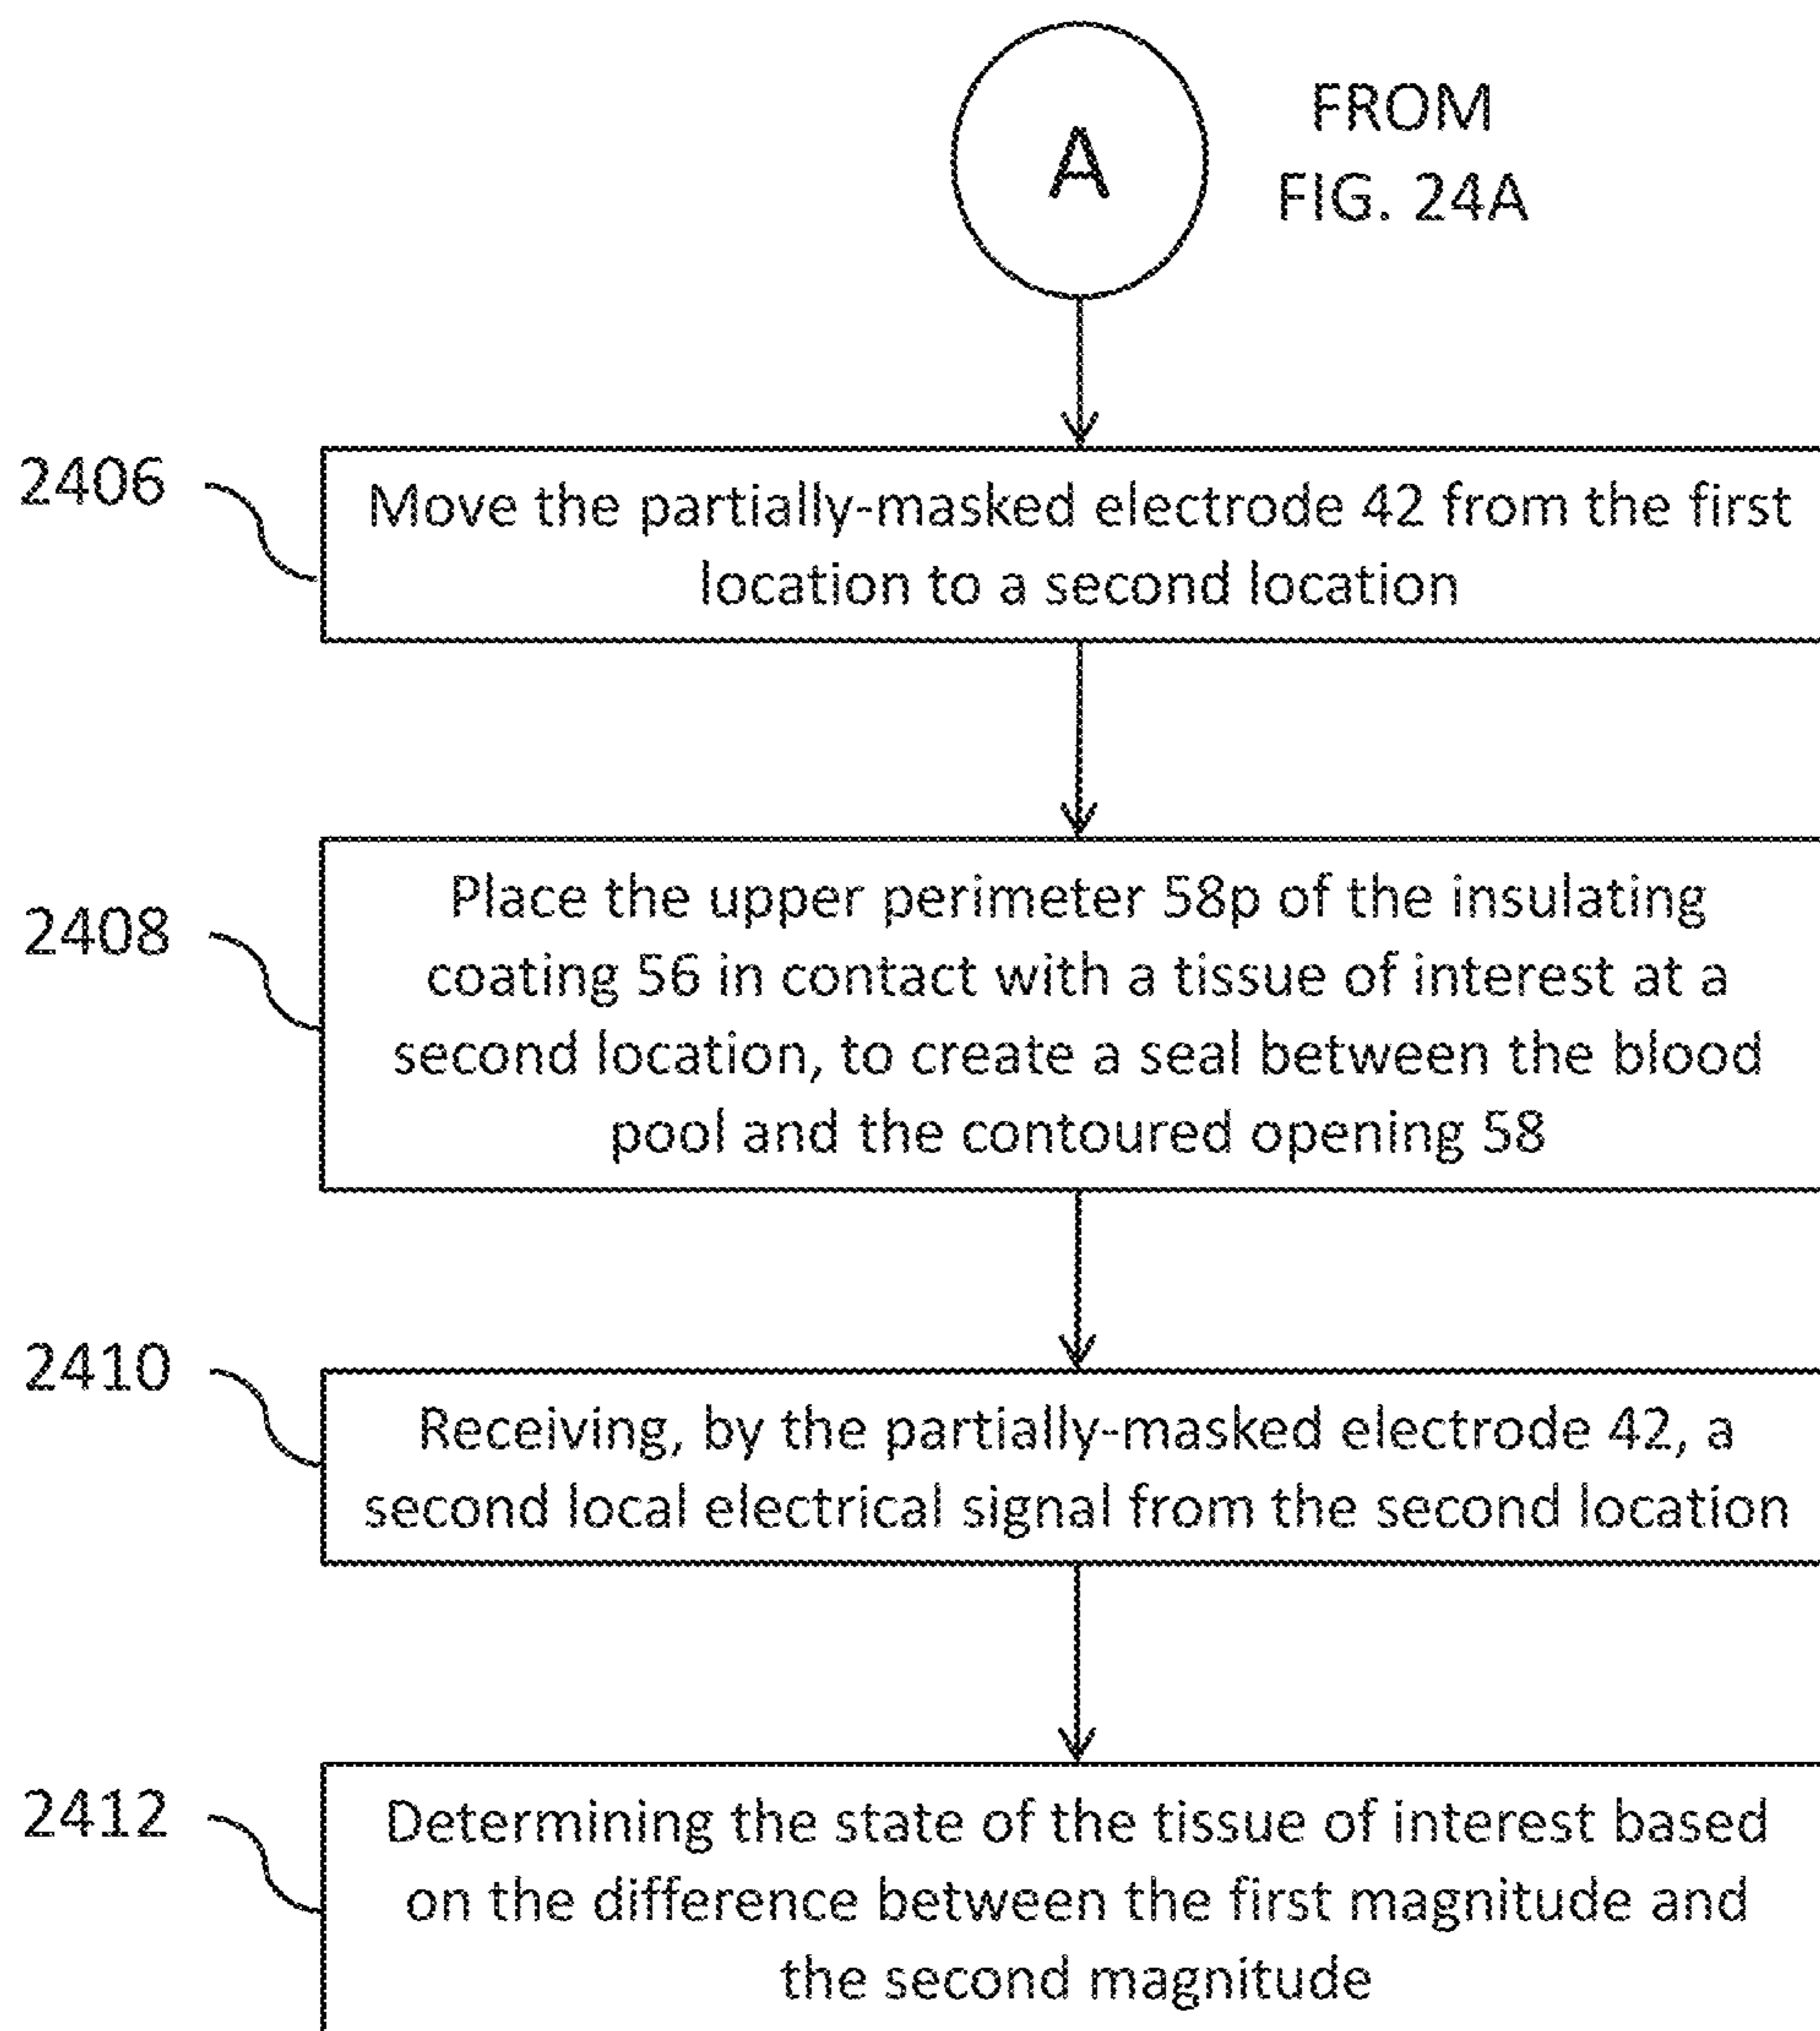 A
FROM
FIG. 24A
2406
Move the partially-masked electrode 42 from the first
location to a second location
2408
Place the upper perimeter 58p of the insulating
coating 56 in contact with a tissue of interest at a
second location, to create a seal between the blood
pool and the contoured opening 58
2410
Receiving, by the partially-masked electrode 42, a
second local electrical signal from the second location
2412
Determining the state of the tissue of interest based
on the difference between the first magnitude and
the second magnitude